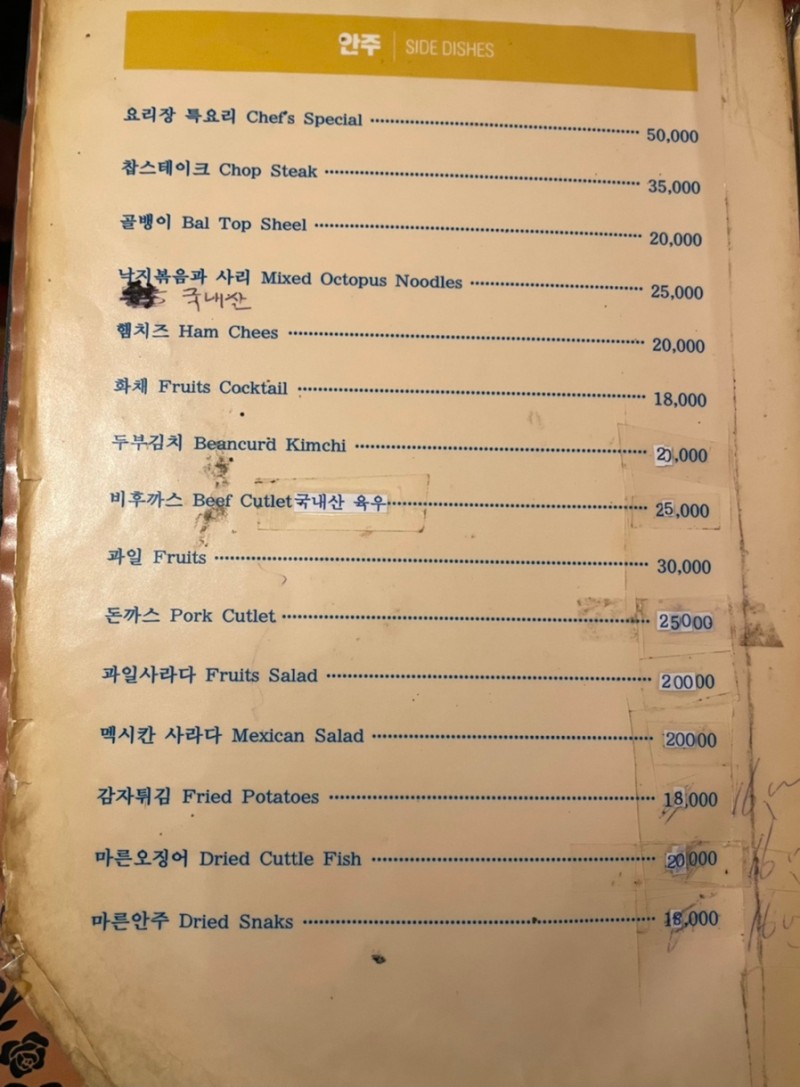 안주 | SIDE DISHES
요리장 특요리 Chef's Special 50,000
찹스테이크 Chop Steak 35,000
골뱅이 Bal Top Sheel 20,000
낙지볶음과 사리 Mixed Octopus Noodles 25,000
국내산
햄치즈 Ham Chees 20,000
화채 Fruits Cocktail 18,000
두부김치 Beancurd Kimchi 20,000
비후까스 Beef Cutlet 국내산 육우 25,000
과일 Fruits 30,000
돈까스 Pork Cutlet 25000
과일사라다 Fruits Salad 20000
멕시칸 사라다 Mexican Salad 20000
감자튀김 Fried Potatoes 18,000
마른오징어 Dried Cuttle Fish 20,000
마른안주 Dried Snaks 18,000